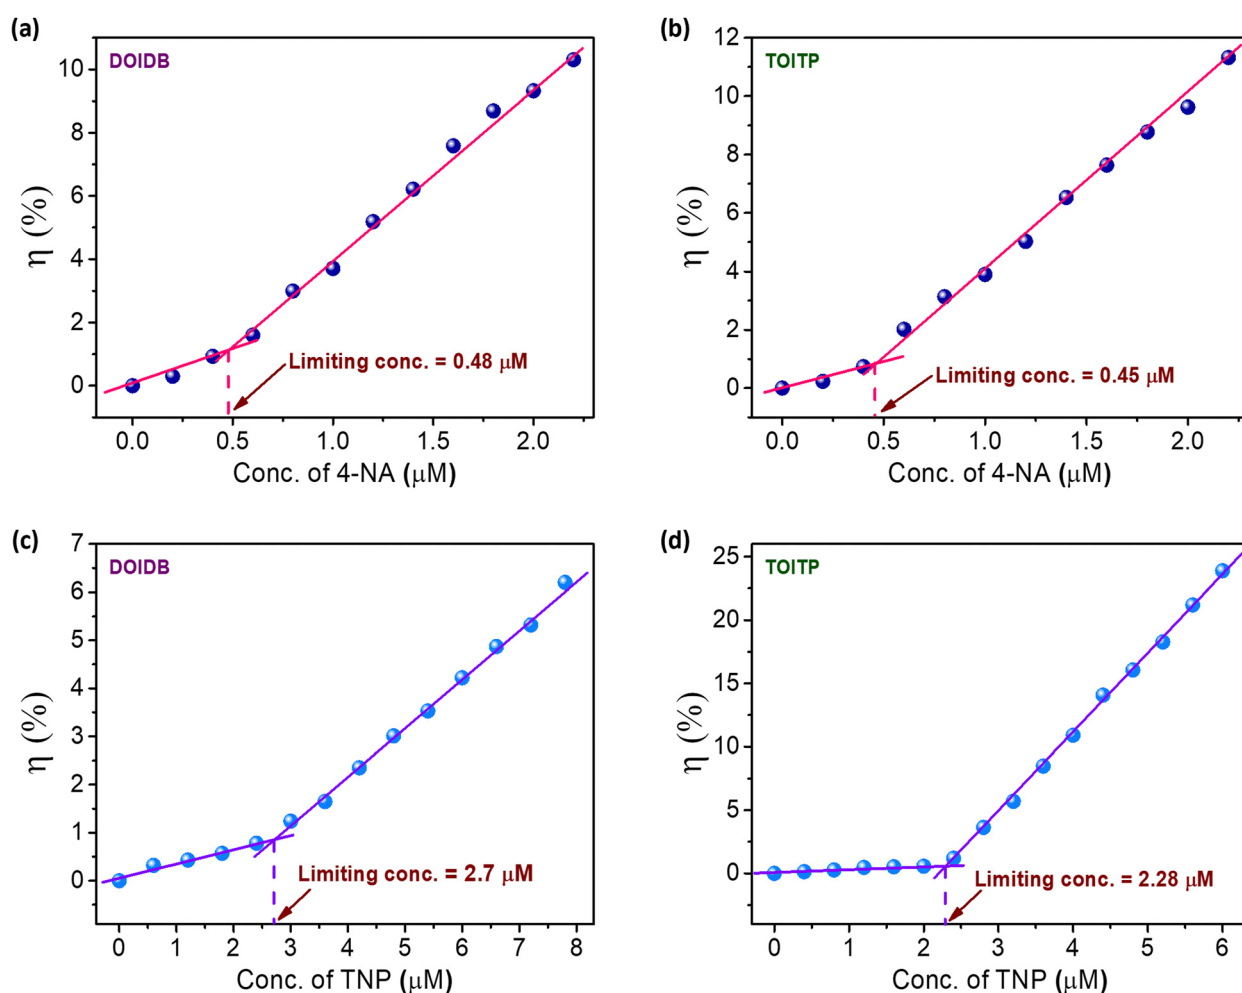 (a)
DOIDB
10
8
6
4
2
0
η (%)
Limiting conc. = 0.48 μM
0.0 0.5 1.0 1.5 2.0
Conc. of 4-NA (μM)
(b)
TOITP
12
10
8
6
4
2
0
η (%)
Limiting conc. = 0.45 μM
0.0 0.5 1.0 1.5 2.0
Conc. of 4-NA (μM)
(c)
DOIDB
7
6
5
4
3
2
1
0
η (%)
Limiting conc. = 2.7 μM
0 1 2 3 4 5 6 7 8
Conc. of TNP (μM)
(d)
TOITP
25
20
15
10
5
0
η (%)
Limiting conc. = 2.28 μM
0 1 2 3 4 5 6
Conc. of TNP (μM)